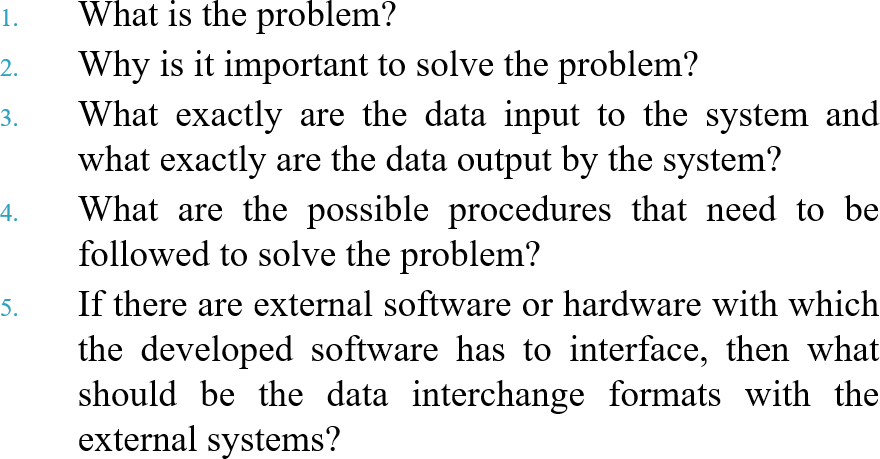 1. What is the problem?
2. Why is it important to solve the problem?
3. What exactly are the data input to the system and
what exactly are the data output by the system?
4. What are the possible procedures that need to be
followed to solve the problem?
5. If there are external software or hardware with which
the developed software has to interface, then what
should be the data interchange formats with the
external systems?